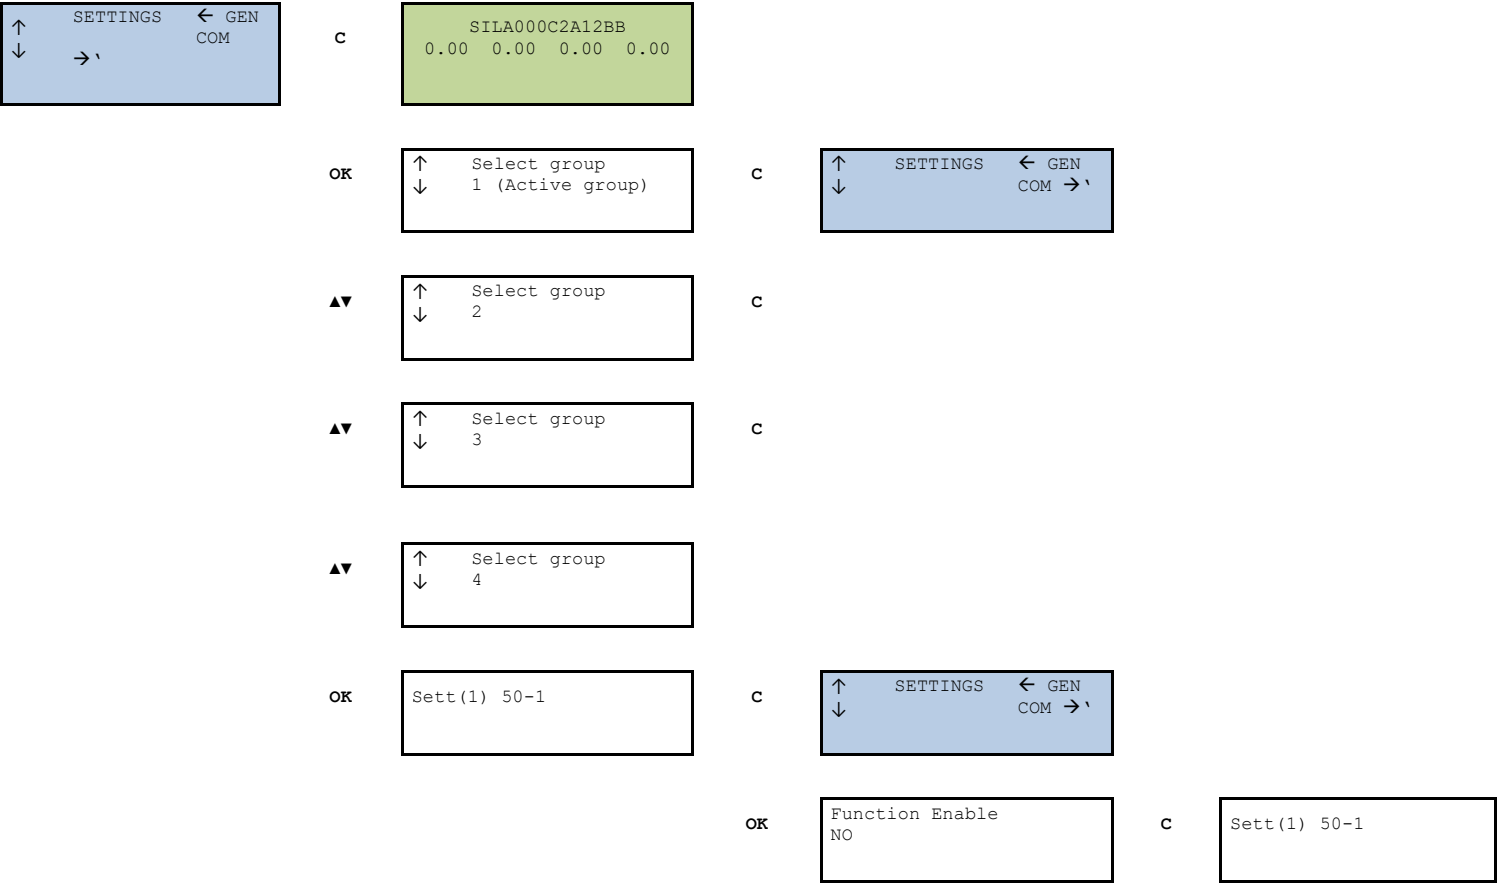 ↑ SETTINGS ← GEN
↓ COM
→‘
C
SILA000C2A12BB
0.00 0.00 0.00 0.00
OK
↑ Select group
↓ 1 (Active group)
C
↑ SETTINGS ← GEN
↓ COM →‘
▲▼
↑ Select group
↓ 2
C
▲▼
↑ Select group
↓ 3
C
▲▼
↑ Select group
↓ 4
OK
Sett(1) 50-1
C
↑ SETTINGS ← GEN
↓ COM →‘
OK
Function Enable
NO
C
Sett(1) 50-1